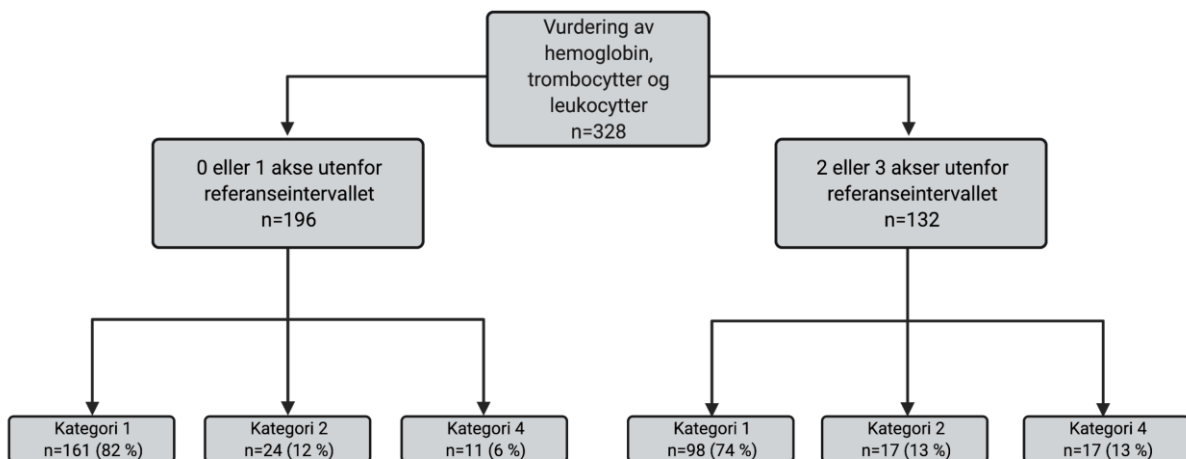 Vurdering av
hemoglobin,
trombocytter og
leukocytter
n=328
0 eller 1 akse utenfor
referanseintervallet
n=196
2 eller 3 akser utenfor
referanseintervallet
n=132
Kategori 1
n=161 (82 %)
Kategori 2
n=24 (12 %)
Kategori 4
n=11 (6 %)
Kategori 1
n=98 (74 %)
Kategori 2
n=17 (13 %)
Kategori 4
n=17 (13 %)